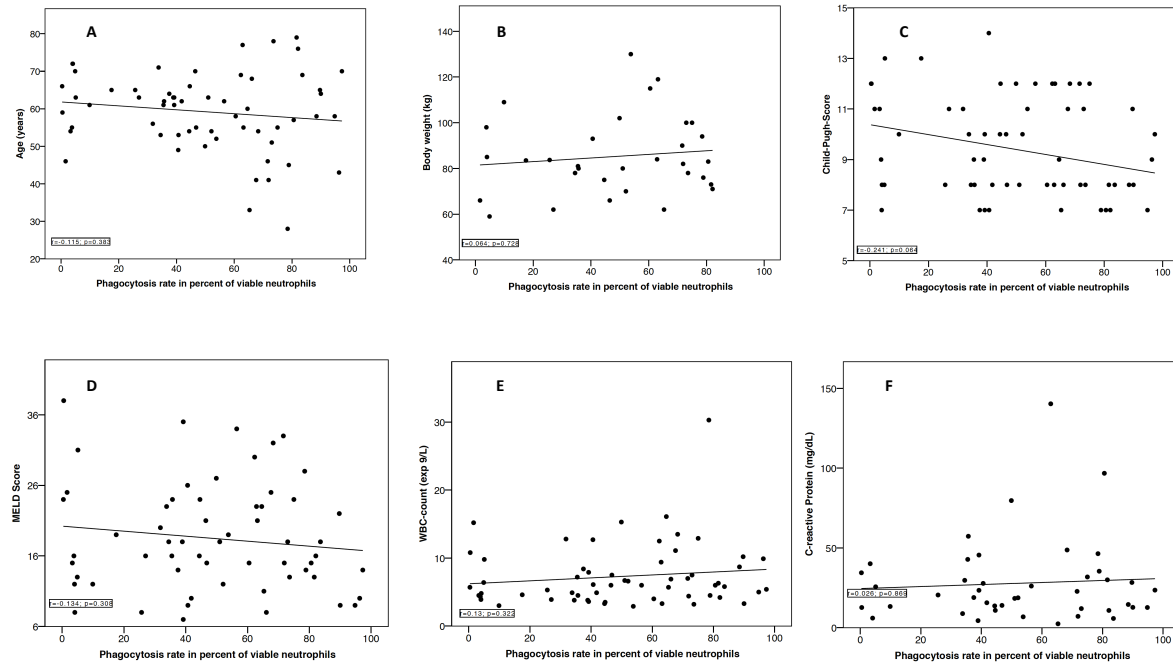 A
80
70
60
50
40
30
20
Age (years)
r=-0.115; p=0.383
0 20 40 60 80 100
Phagocytosis rate in percent of viable neutrophils
B
140
120
100
80
60
40
Body weight (kg)
r=0.064; p=0.728
0 20 40 60 80 100
Phagocytosis rate in percent of viable neutrophils
C
15
13
11
9
7
5
Child-Pugh-Score
r=-0.241; p=0.064
0 20 40 60 80 100
Phagocytosis rate in percent of viable neutrophils
D
36
26
16
6
MELD Score
r=-0.134; p=0.308
0 20 40 60 80 100
Phagocytosis rate in percent of viable neutrophils
E
30
20
10
0
WBC-count (exp 9/L)
r=0.13; p=0.322
0 20 40 60 80 100
Phagocytosis rate in percent of viable neutrophils
F
150
100
50
0
C-reactive Protein (mg/dL)
r=0.026; p=0.869
0 20 40 60 80 100
Phagocytosis rate in percent of viable neutrophils